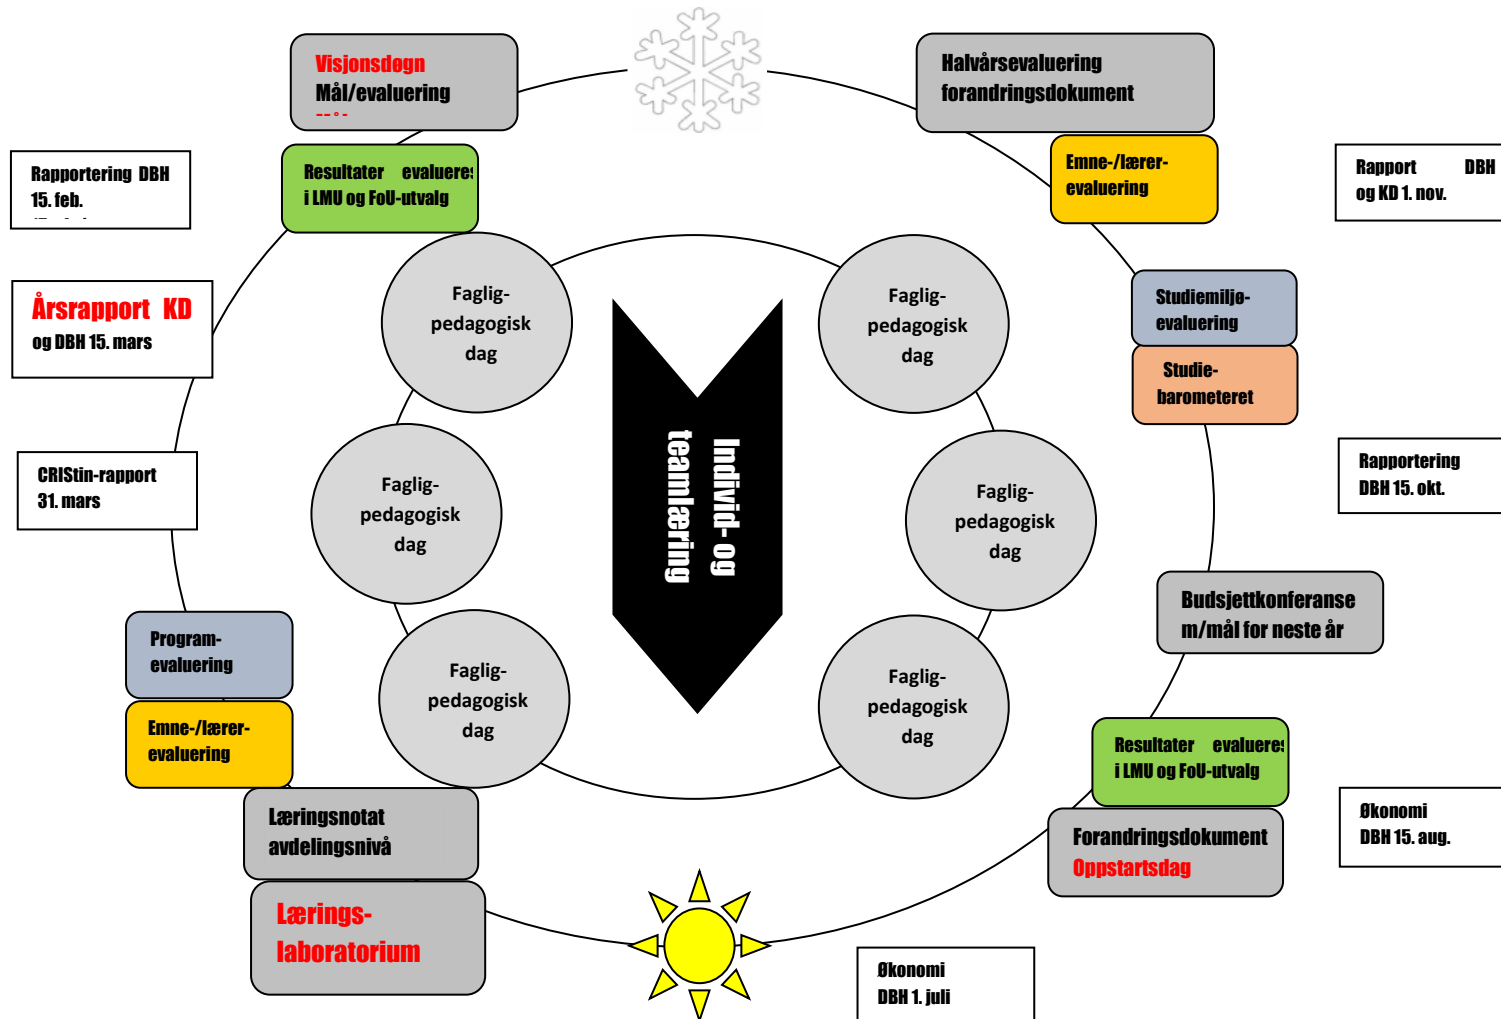 Visjonsdøgn
Mål/evaluering
Halvårsevaluering
forandringsdokument
Resultater evalueres
i LMU og FoU-utvalg
Emne-/lærer-
evaluering
Rapportering DBH
15. feb.
Rapport DBH
og KD 1. nov.
Årsrapport KD
og DBH 15. mars
Studiemiljø-
evaluering
Studie-
barometeret
Faglig-
pedagogisk
dag
Faglig-
pedagogisk
dag
CRIStin-rapport
31. mars
Faglig-
pedagogisk
dag
Individ- og
teamlæring
Faglig-
pedagogisk
dag
Rapportering
DBH 15. okt.
Budsjettkonferanse
m/mål for neste år
Program-
evaluering
Emne-/lærer-
evaluering
Faglig-
pedagogisk
dag
Faglig-
pedagogisk
dag
Resultater evalueres
i LMU og FoU-utvalg
Læringsnotat
avdelingsnivå
Forandringsdokument
Oppstartsdag
Økonomi
DBH 15. aug.
Lærings-
laboratorium
Økonomi
DBH 1. juli